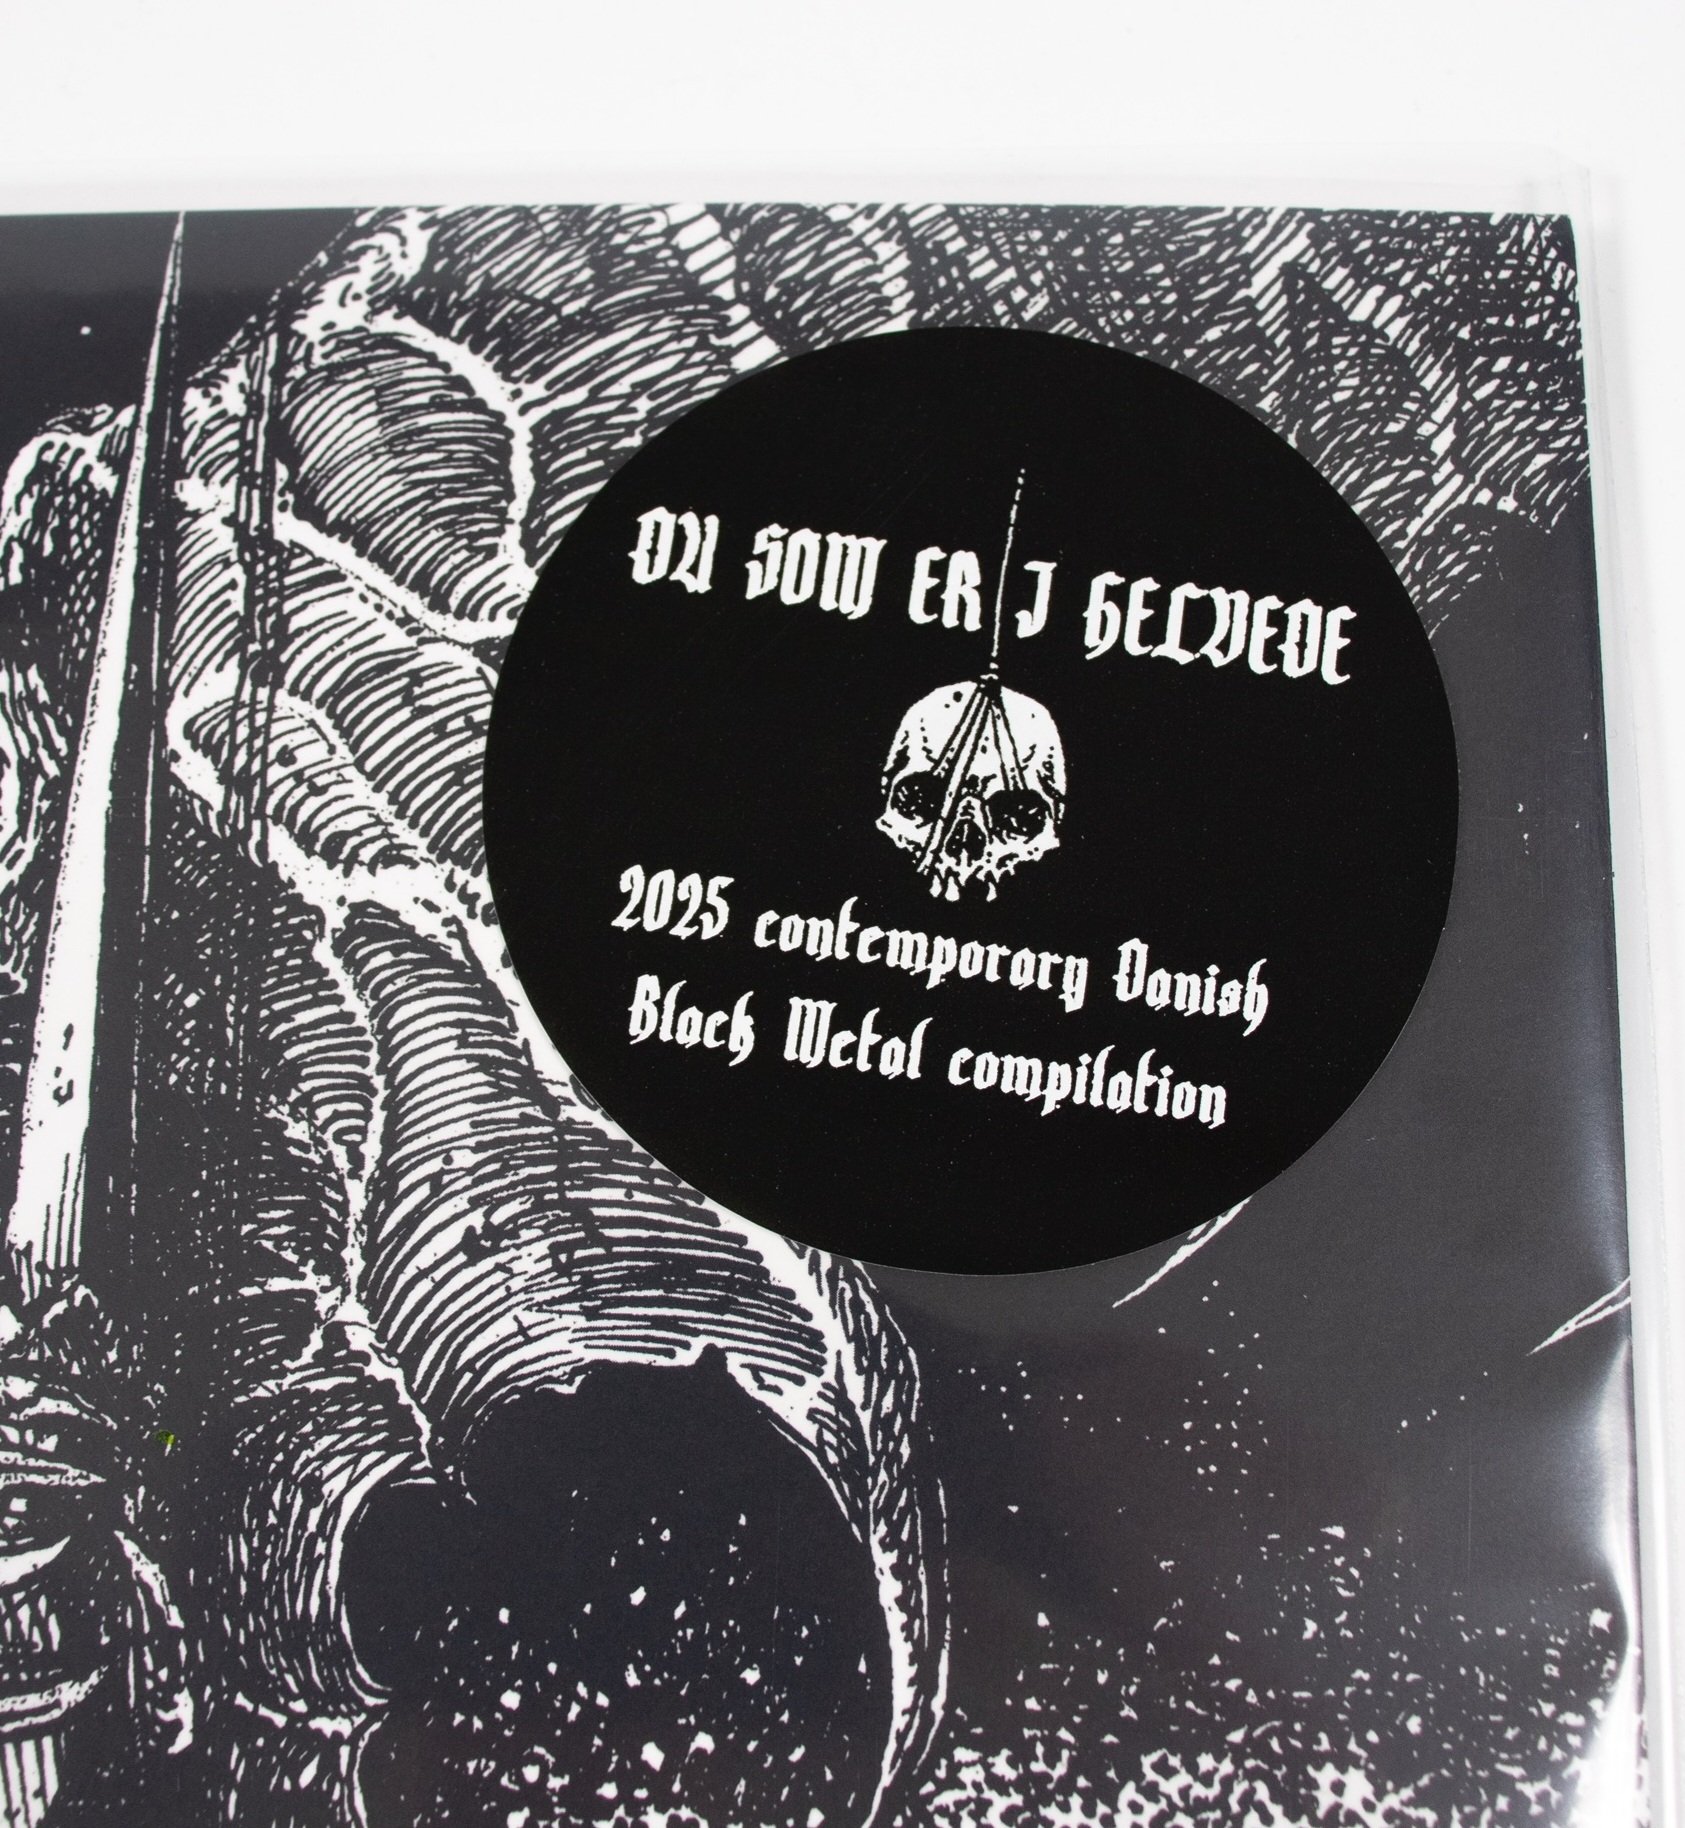 DU SOM ER I HELVEDE
2025 contemporary Danish
Black Metal compilation